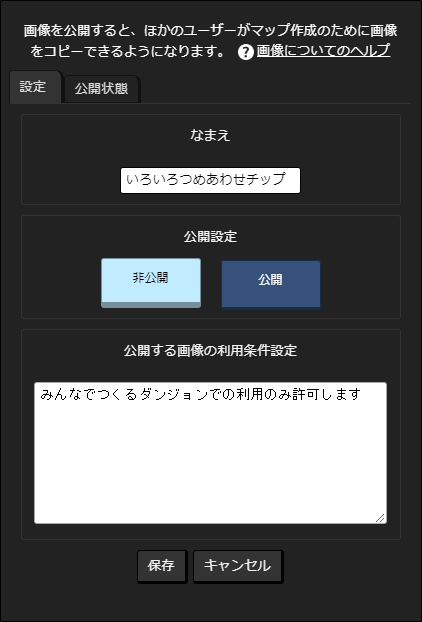 画像を公開すると、ほかのユーザーがマップ作成のために画像
をコピーできるようになります。 ? 画像についてのヘルプ
設定 公開状態
なまえ
いろいろつめあわせチップ
公開設定
非公開 公開
公開する画像の利用条件設定
みんなでつくるダンジョンでの利用のみ許可します
保存 キャンセル